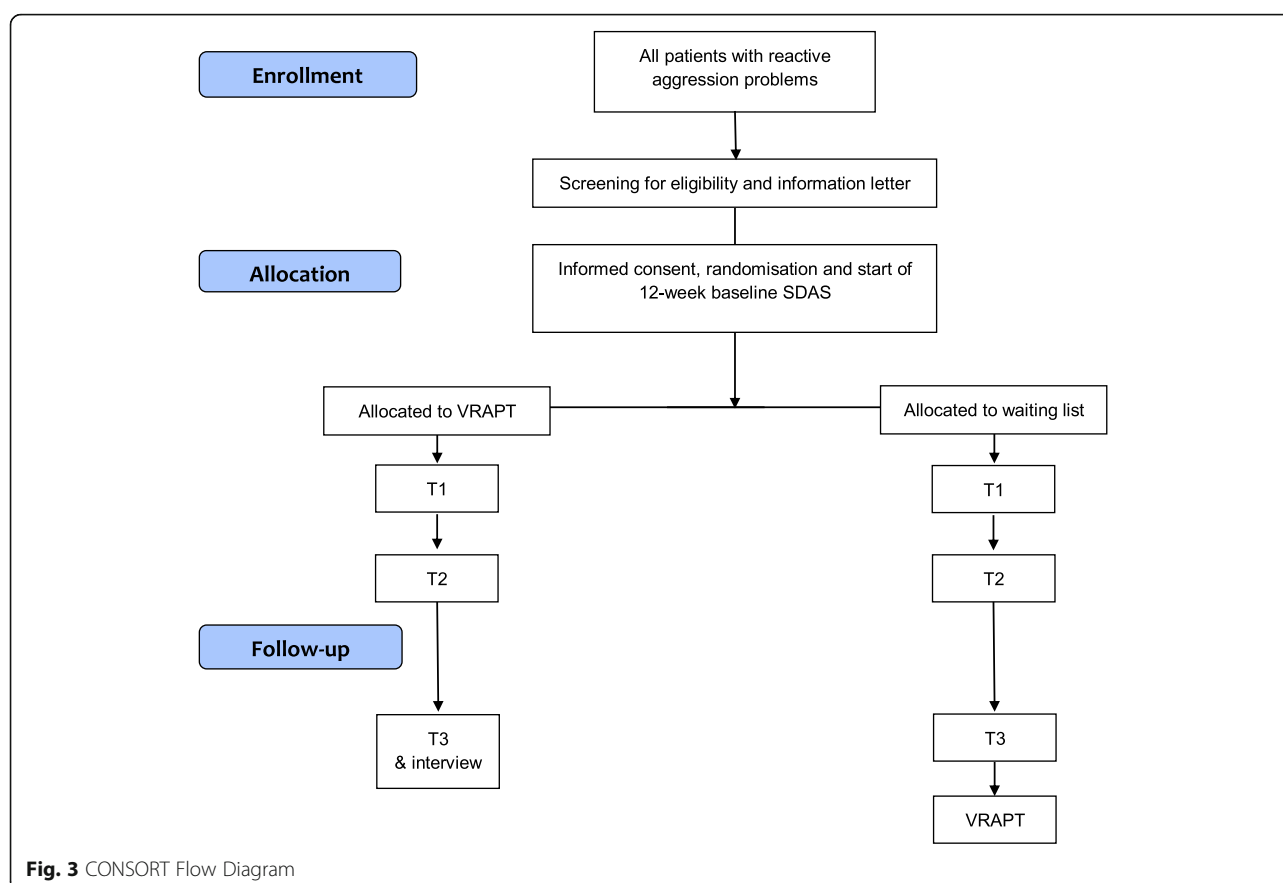 Enrollment
All patients with reactive
aggression problems
Screening for eligibility and information letter
Allocation
Informed consent, randomisation and start of
12-week baseline SDAS
Allocated to VRAPT
Allocated to waiting list
T1
T1
T2
T2
Follow-up
T3
& interview
T3
VRAPT
Fig. 3 CONSORT Flow Diagram